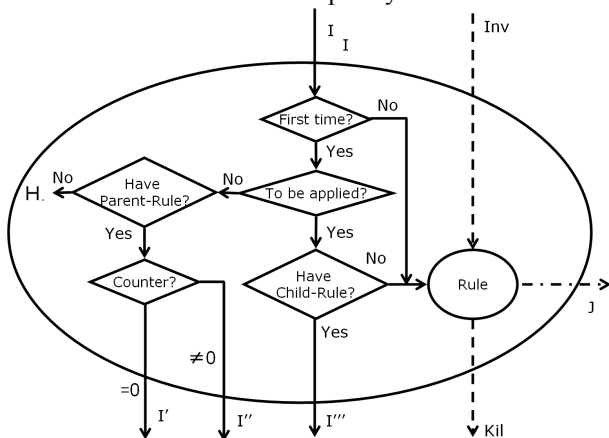 I
I
Inv
First time?
No
Yes
No
Have
Parent-Rule?
No
To be applied?
H.
Yes
Yes
Counter?
Have
Child-Rule?
No
Rule
J
≠0
Yes
=0
I'
I''
I'''
Kil